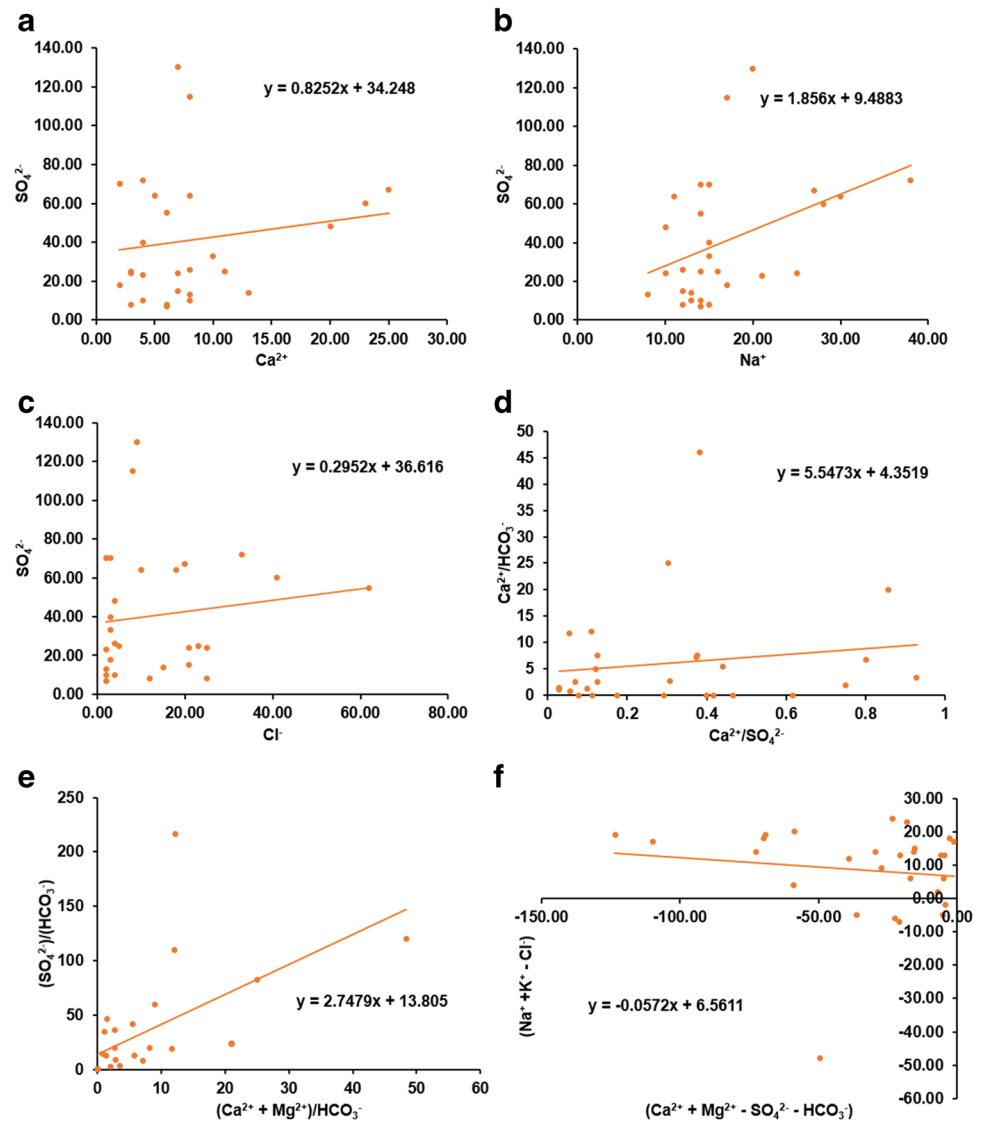 a
140.00
120.00
100.00
80.00
60.00
40.00
20.00
0.00
SO₄²⁻
y = 0.8252x + 34.248
0.00 5.00 10.00 15.00 20.00 25.00 30.00
Ca²⁺
b
140.00
120.00
100.00
80.00
60.00
40.00
20.00
0.00
SO₄²⁻
y = 1.856x + 9.4883
0.00 10.00 20.00 30.00 40.00
Na⁺
c
140.00
120.00
100.00
80.00
60.00
40.00
20.00
0.00
SO₄²⁻
y = 0.2952x + 36.616
0.00 20.00 40.00 60.00 80.00
Cl⁻
d
50
45
40
35
30
25
20
15
10
5
0
Ca²⁺/HCO₃⁻
y = 5.5473x + 4.3519
0 0.2 0.4 0.6 0.8 1
Ca²⁺/SO₄²⁻
e
250
200
150
100
50
0
(SO₄²⁻)/(HCO₃⁻)
y = 2.7479x + 13.805
0 10 20 30 40 50 60
(Ca²⁺ + Mg²⁺)/HCO₃⁻
f
30.00
20.00
10.00
0.00
-150.00 -100.00 -50.00 0.00
-10.00
-20.00
-30.00
-40.00
-50.00
-60.00
(Na⁺ +K⁺ - Cl⁻)
y = -0.0572x + 6.5611
(Ca²⁺ + Mg²⁺ - SO₄²⁻ - HCO₃⁻)